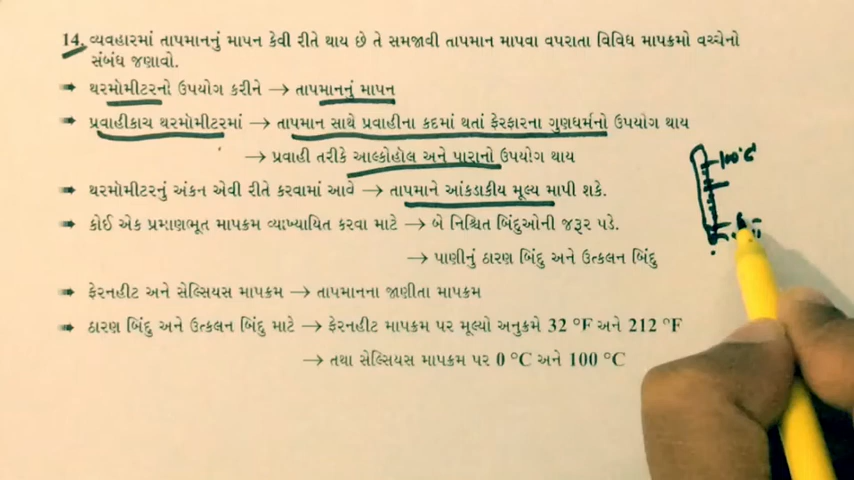 14. વ્યવહારમાં તાપમાનનું માપન કેવી રીતે થાય છે તે સમજાવી તાપમાન માપવા વપરાતા વિવિધ માપક્રમો વચ્ચેનો
સંબંધ જણાવો.
થરમૉમીટરનો ઉપયોગ કરીને → તાપમાનનું માપન
પ્રવાહીકાચ થરમૉમીટરમાં → તાપમાન સાથે પ્રવાહીના કદમાં થતાં ફેરફારના ગુણધર્મનો ઉપયોગ થાય
→ પ્રવાહી તરીકે આલ્કોહૉલ અને પારાનો ઉપયોગ થાય
થરમૉમીટરનું અંકન એવી રીતે કરવામાં આવે → તાપમાને આંકડાકીય મૂલ્ય માપી શકે.
કોઈ એક પ્રમાણભૂત માપક્રમ વ્યાખ્યાયિત કરવા માટે → બે નિશ્ચિત બિંદુઓની જરૂર પડે.
→ પાણીનું ઠારણ બિંદુ અને ઉત્કલન બિંદુ
ફેરનહીટ અને સેલ્સિયસ માપક્રમ → તાપમાનના જાણીતા માપક્રમ
ઠારણ બિંદુ અને ઉત્કલન બિંદુ માટે → ફેરનહીટ માપક્રમ પર મૂલ્યો અનુક્રમે 32 °F અને 212 °F
→ તથા સેલ્સિયસ માપક્રમ પર 0 °C અને 100 °C
100°C